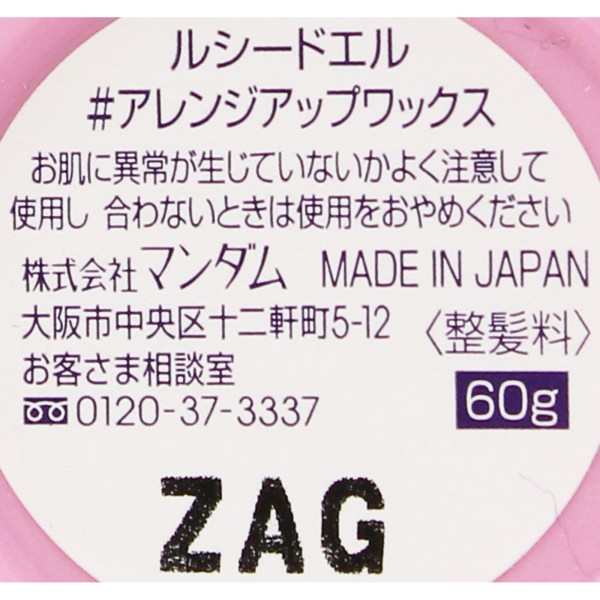 ルシードエル
#アレンジアップワックス
お肌に異常が生じていないかよく注意して
使用し 合わないときは使用をおやめください
株式会社マンダム MADE IN JAPAN
大阪市中央区十二軒町5-12 〈整髪料〉
お客さま相談室
0120-37-3337 60g
ZAG